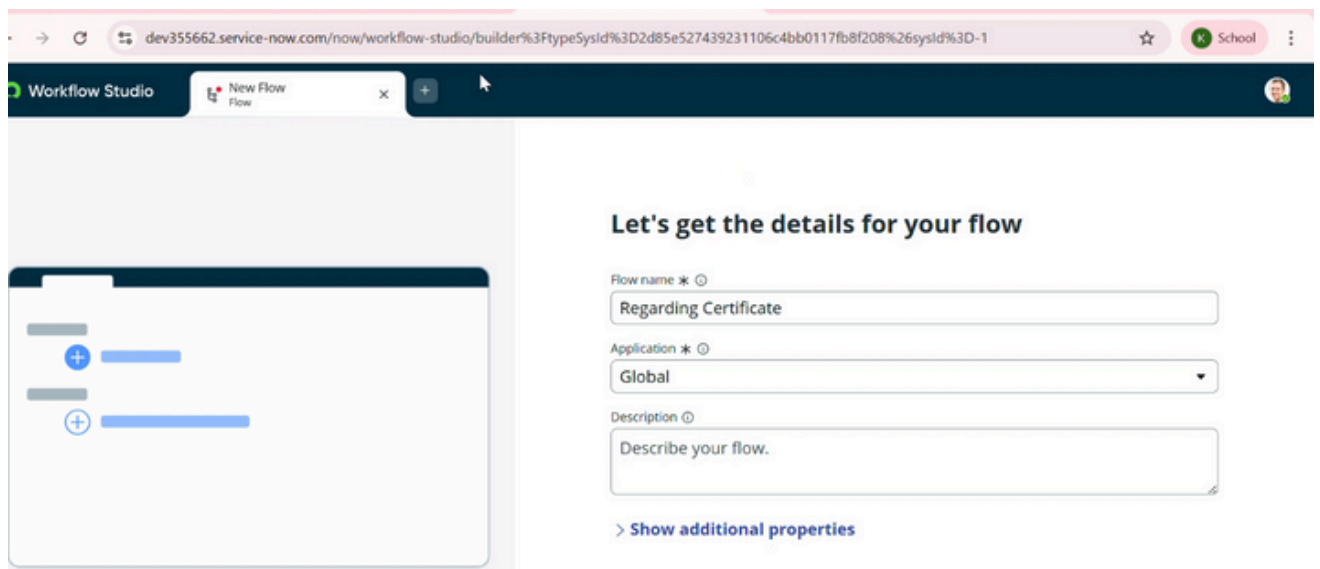 dev355662.service-now.com/now/workflow-studio/builder%3FtypeSysId%3D2d85e527439231106c4bb0117fb8f208%26sysId%3D-1
K School
Workflow Studio
New Flow
Flow
Let's get the details for your flow
Flow name *
Regarding Certificate
Application *
Global
Description
Describe your flow.
Show additional properties